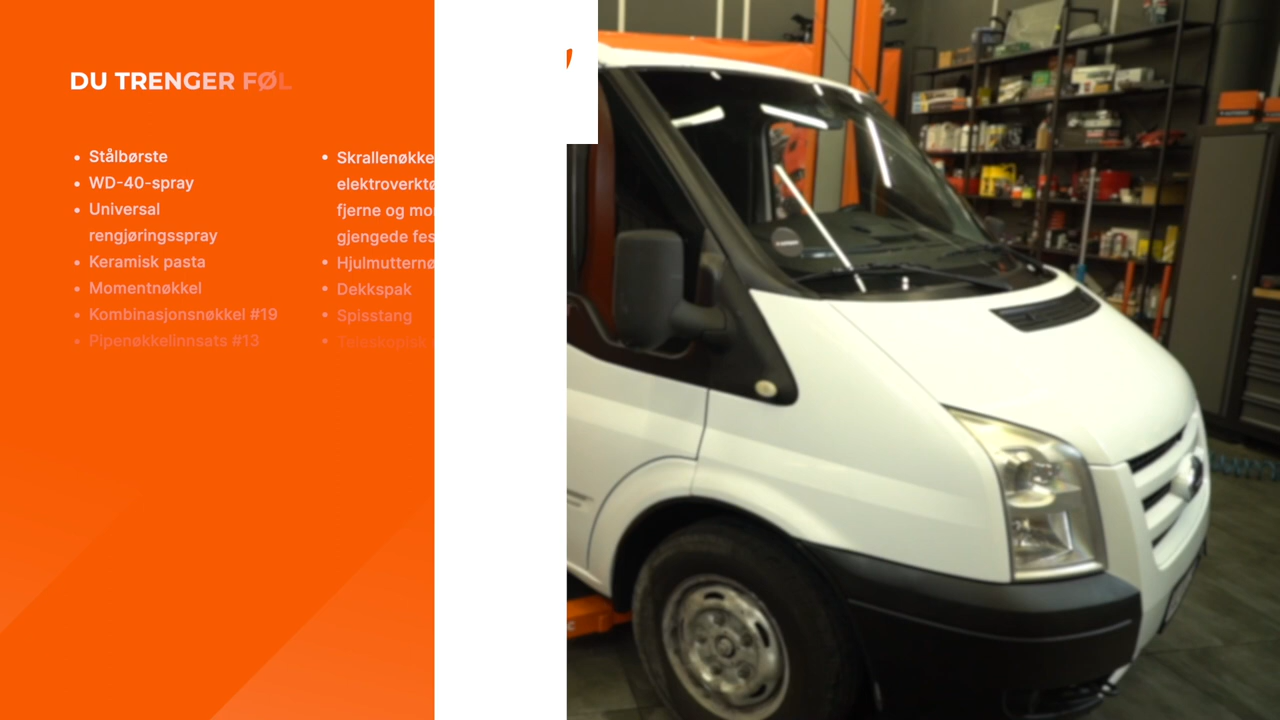 DU TRENGER FØL
• Stålbørste
• WD-40-spray
• Universal
rengjøringsspray
• Keramisk pasta
• Momentnøkkel
• Kombinasjonsnøkkel #19
• Pipenøkkelinnsats #13
• Skrallenøkke
elektroverktø
fjerne og mo
gjengede fes
• Hjulmutternø
• Dekkspak
• Spisstang
• Teleskopisk